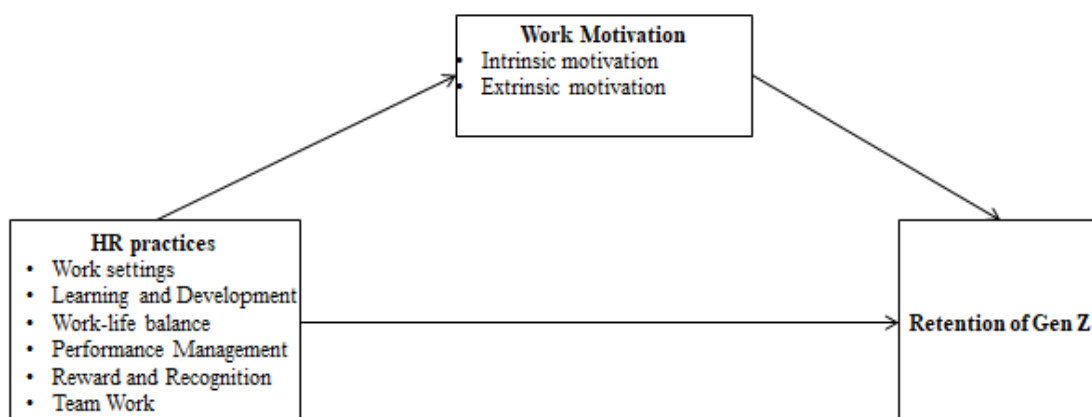 Work Motivation
• Intrinsic motivation
• Extrinsic motivation
HR practices
• Work settings
• Learning and Development
• Work-life balance
• Performance Management
• Reward and Recognition
• Team Work
Retention of Gen Z